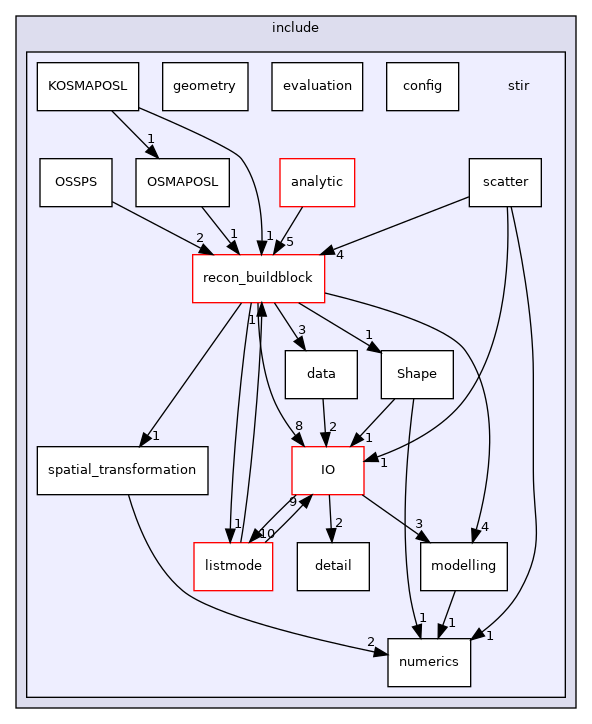 include
KOSMAPOSL
geometry
evaluation
config
stir
1
OSSPS
OSMAPOSL
analytic
scatter
2
1
1
5
4
recon_buildblock
1
3
1
data
Shape
8
2
1
1
1
spatial_transformation
IO
9
1
10
2
3
4
listmode
detail
modelling
2
1
1
1
numerics